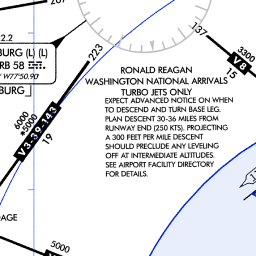 2.2
BURG (L) (L)
RB 58
W77°50.90
BURG
223
137
3300
V8
15
6000
*5000
V3-39-143
19
RONALD REAGAN
WASHINGTON NATIONAL ARRIVALS
TURBO JETS ONLY
EXPECT ADVANCED NOTICE ON WHEN
TO DESCEND AND TURN BASE LEG.
PLAN DESCENT 30-36 MILES FROM
RUNWAY END (250 KTS). PROJECTING
A 300 FEET PER MILE DESCENT
SHOULD PRECLUDE ANY LEVELING
OFF AT INTERMEDIATE ALTITUDES.
SEE AIRPORT FACILITY DIRECTORY
FOR DETAILS.
AGE
5000